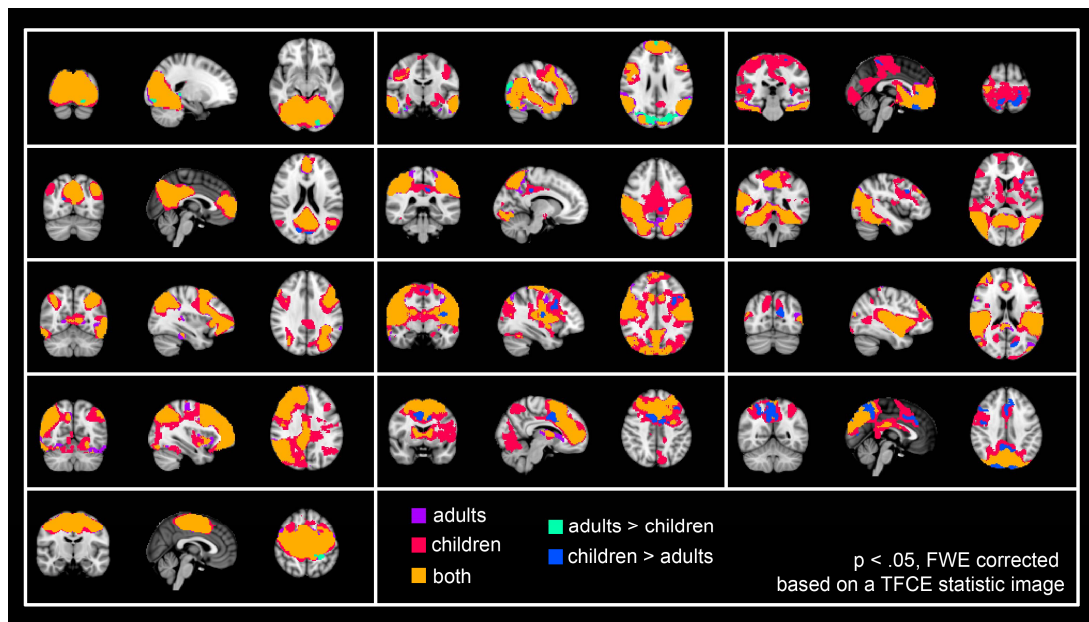 adults
children
both
adults > children
children > adults
p < .05, FWE corrected
based on a TFCE statistic image